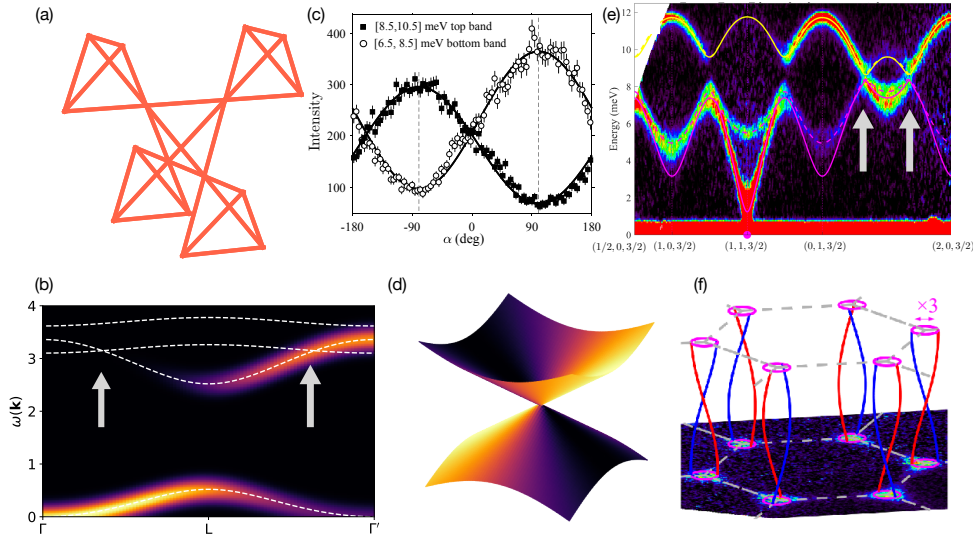 (a)
(c)
[8.5,10.5] meV top band
[6.5, 8.5] meV bottom band
400
300
200
100
Intensity
-180
-90
0
90
180
α (deg)
(e)
12
10
8
6
4
2
0
Energy (meV)
(1/2,0,3/2)
(1,0,3/2)
(1,1,3/2)
(0,1,3/2)
(2,0,3/2)
(b)
4
3
2
1
0
ω(k)
Γ
L
Γ′
(d)
(f)
×3